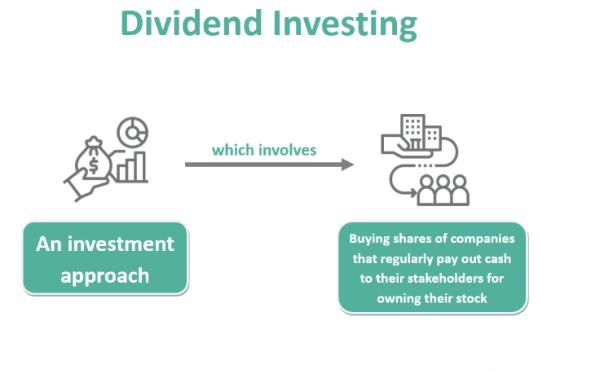 Dividend Investing
which involves
An investment
approach
Buying shares of companies
that regularly pay out cash
to their stakeholders for
owning their stock